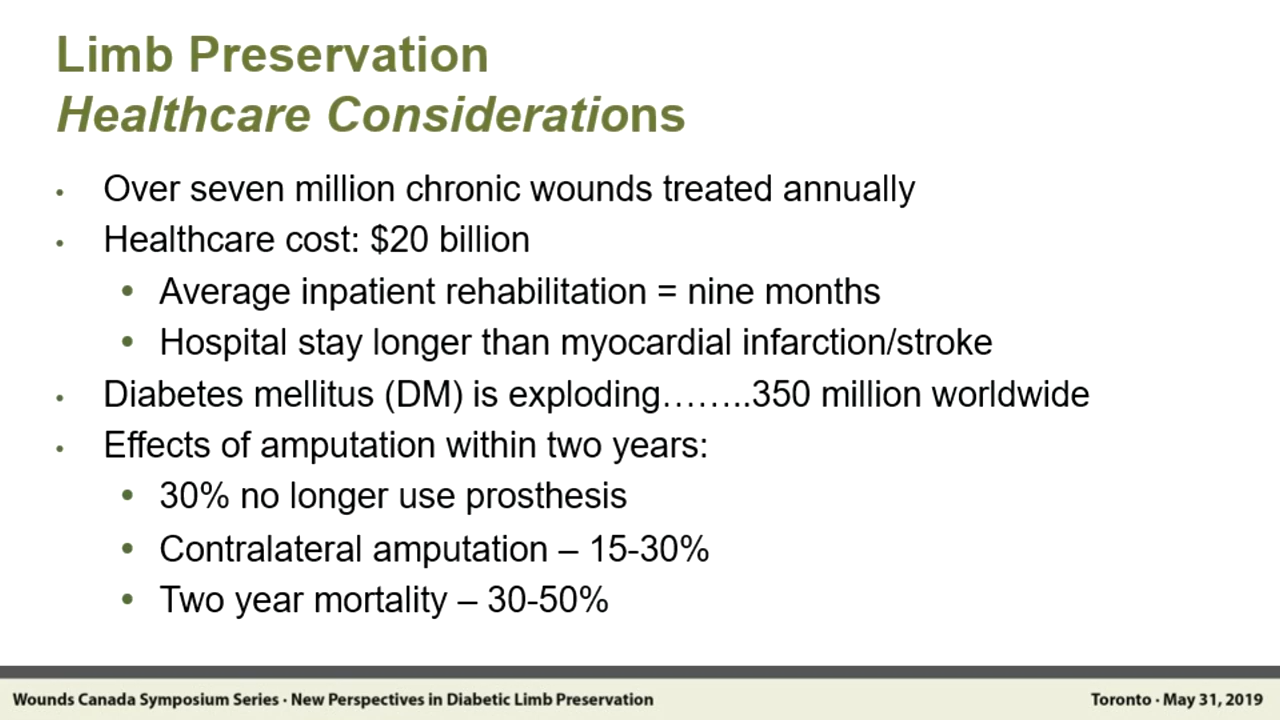 Limb Preservation
Healthcare Considerations
• Over seven million chronic wounds treated annually
• Healthcare cost: $20 billion
• Average inpatient rehabilitation = nine months
• Hospital stay longer than myocardial infarction/stroke
• Diabetes mellitus (DM) is exploding……..350 million worldwide
• Effects of amputation within two years:
• 30% no longer use prosthesis
• Contralateral amputation – 15-30%
• Two year mortality – 30-50%
Wounds Canada Symposium Series · New Perspectives in Diabetic Limb Preservation
Toronto · May 31, 2019